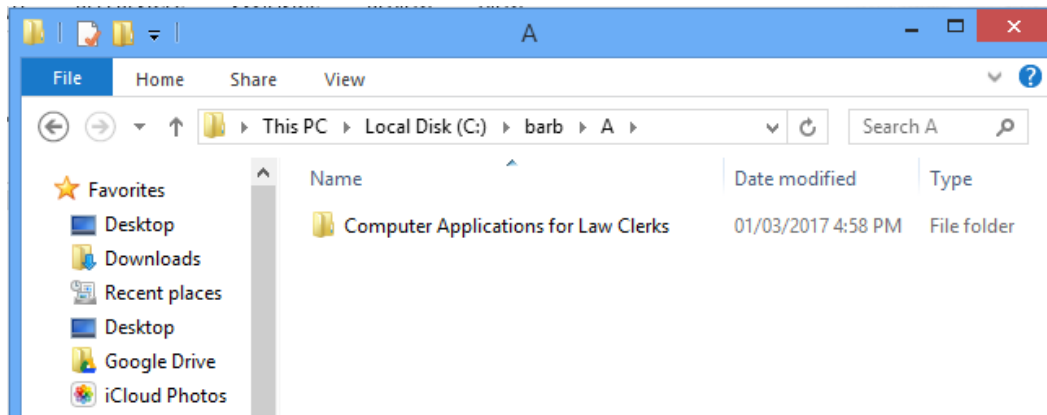 A
File Home Share View
This PC Local Disk (C:) barb A Search A
Favorites Name Date modified Type
Desktop Computer Applications for Law Clerks 01/03/2017 4:58 PM File folder
Downloads
Recent places
Desktop
Google Drive
iCloud Photos